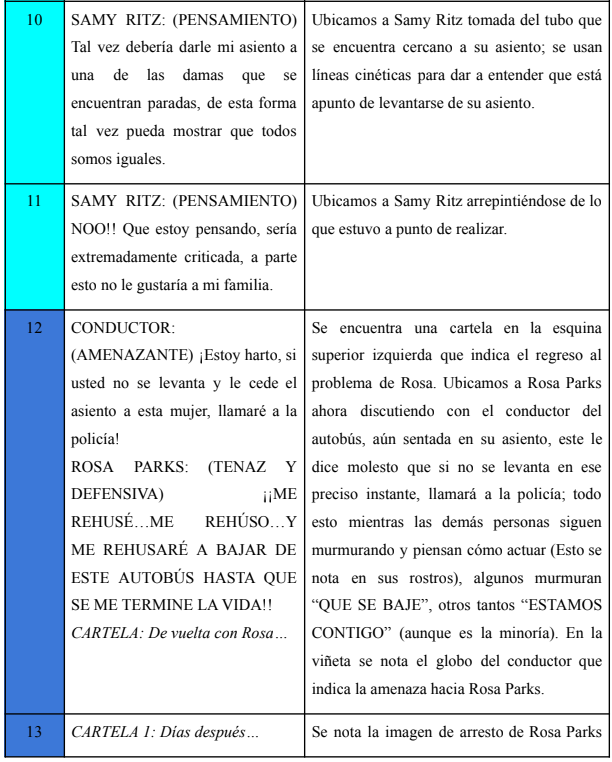 10
SAMY RITZ: (PENSAMIENTO)
Tal vez debería darle mi asiento a
una de las damas que se
encuentran paradas, de esta forma
tal vez pueda mostrar que todos
somos iguales.
Ubicamos a Samy Ritz tomada del tubo que
se encuentra cercano a su asiento; se usan
líneas cinéticas para dar a entender que está
apunto de levantarse de su asiento.
11
SAMY RITZ: (PENSAMIENTO)
NOO!! Que estoy pensando, sería
extremadamente criticada, a parte
esto no le gustaría a mi familia.
Ubicamos a Samy Ritz arrepintiéndose de lo
que estuvo a punto de realizar.
12
CONDUCTOR:
(AMENAZANTE) ¡Estoy harto, si
usted no se levanta y le cede el
asiento a esta mujer, llamaré a la
policía!
ROSA PARKS: (TENAZ Y
DEFENSIVA) ¡¡ME
REHUSÉ…ME REHÚSO…Y
ME REHUSARÉ A BAJAR DE
ESTE AUTOBÚS HASTA QUE
SE ME TERMINE LA VIDA!!
CARTELA: De vuelta con Rosa…
Se encuentra una cartela en la esquina
superior izquierda que indica el regreso al
problema de Rosa. Ubicamos a Rosa Parks
ahora discutiendo con el conductor del
autobús, aún sentada en su asiento, este le
dice molesto que si no se levanta en ese
preciso instante, llamará a la policía; todo
esto mientras las demás personas siguen
murmurando y piensan cómo actuar (Esto se
nota en sus rostros), algunos murmuran
“QUE SE BAJE”, otros tantos “ESTAMOS
CONTIGO” (aunque es la minoría). En la
viñeta se nota el globo del conductor que
indica la amenaza hacia Rosa Parks.
13
CARTELA 1: Días después…
Se nota la imagen de arresto de Rosa Parks